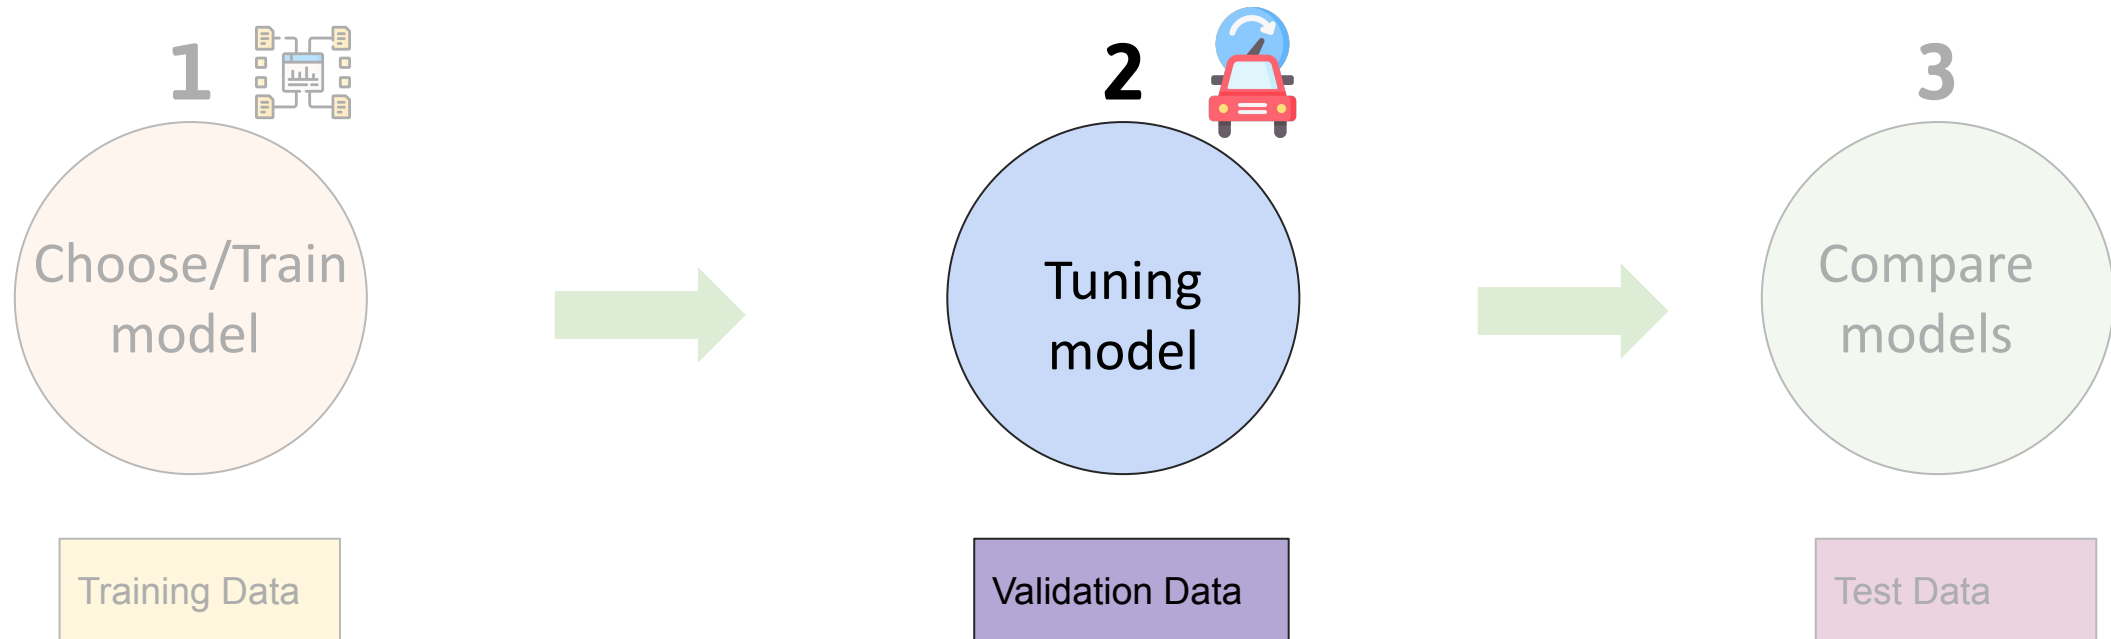 1
2
3
Choose/Train
model
Tuning
model
Compare
models
Training Data
Validation Data
Test Data